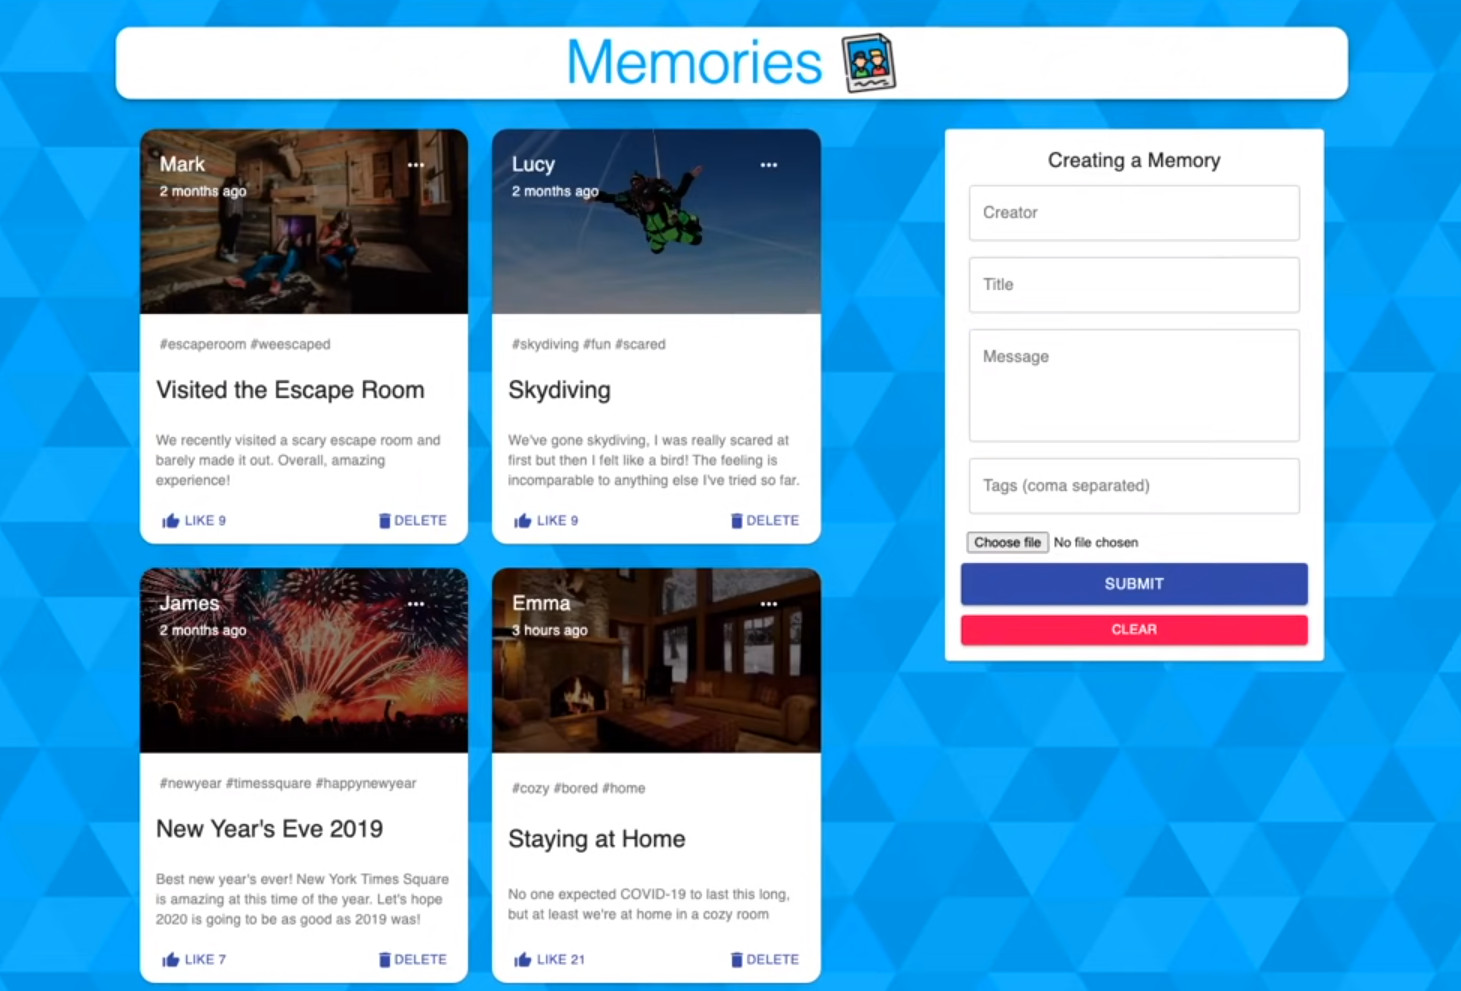 Memories
Mark
2 months ago
#escaperoom #weescaped
Visited the Escape Room
We recently visited a scary escape room and
barely made it out. Overall, amazing
experience!
LIKE 9
DELETE
Lucy
2 months ago
#skydiving #fun #scared
Skydiving
We've gone skydiving, I was really scared at
first but then I felt like a bird! The feeling is
incomparable to anything else I've tried so far.
LIKE 9
DELETE
James
2 months ago
#newyear #timessquare #happynewyear
New Year's Eve 2019
Best new year's ever! New York Times Square
is amazing at this time of the year. Let's hope
2020 is going to be as good as 2019 was!
LIKE 7
DELETE
Emma
3 hours ago
#cozy #bored #home
Staying at Home
No one expected COVID-19 to last this long,
but at least we're at home in a cozy room
LIKE 21
DELETE
Creating a Memory
Creator
Title
Message
Tags (coma separated)
Choose file No file chosen
SUBMIT
CLEAR